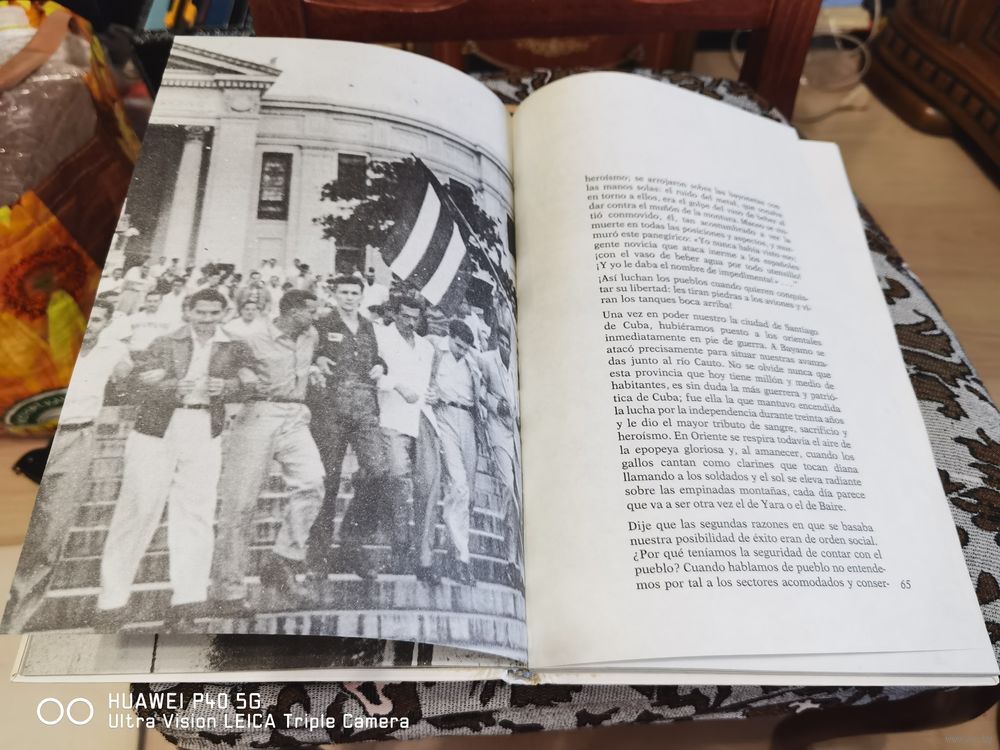 heroísmo; se arrojaron sobre las bayonetas con
las manos solas: el ruido del metal, que sonaba
en torno a ellos, era el golpe del vaso de beber al
dar contra el muñón de la montura. Maceo se sin-
tió conmovido, él, tan acostumbrado a ver la
muerte en todas las posiciones y aspectos, y mur-
muró este panegírico: «Yo nunca había visto eso;
gente novicia que ataca inerme a los españoles
¡con el vaso de beber agua por todo utensilio!
¡Y yo le daba el nombre de impedimenta!» ...."
¡Así luchan los pueblos cuando quieren conquis-
tar su libertad: les tiran piedras a los aviones y vi-
ran los tanques boca arriba!
Una vez en poder nuestro la ciudad de Santiago
de Cuba, hubiéramos puesto a los orientales
inmediatamente en pie de guerra. A Bayamo se
atacó precisamente para situar nuestras avanza-
das junto al río Cauto. No se olvide nunca que
esta provincia que hoy tiene millón y medio de
habitantes, es sin duda la más guerrera y patrió-
tica de Cuba; fue ella la que mantuvo encendida
la lucha por la independencia durante treinta años
y le dio el mayor tributo de sangre, sacrificio y
heroísmo. En Oriente se respira todavía el aire de
la epopeya gloriosa y, al amanecer, cuando los
gallos cantan como clarines que tocan diana
llamando a los soldados y el sol se eleva radiante
sobre las empinadas montañas, cada día parece
que va a ser otra vez el de Yara o el de Baire.
Dije que las segundas razones en que se basaba
nuestra posibilidad de éxito eran de orden social.
¿Por qué teníamos la seguridad de contar con el
pueblo? Cuando hablamos de pueblo no entende-
mos por tal a los sectores acomodados y conser-
65
HUAWEI P40 5G
Ultra Vision LEICA Triple Camera